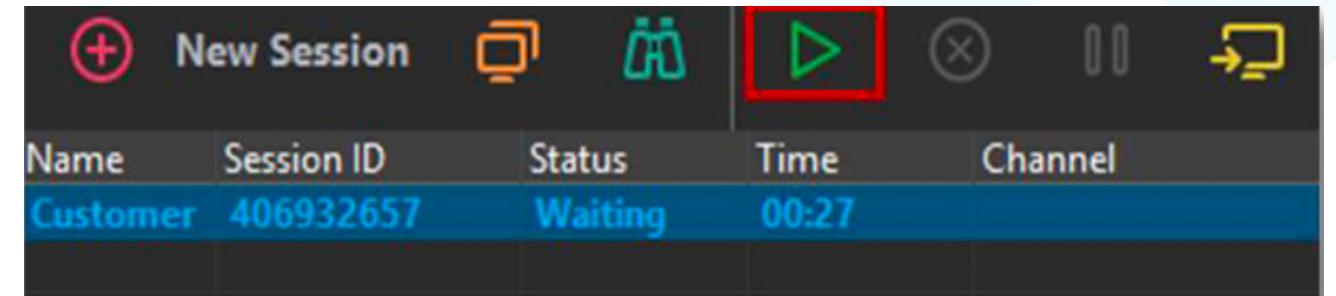 New Session
Name Session ID Status Time Channel
Customer 406932657 Waiting 00:27